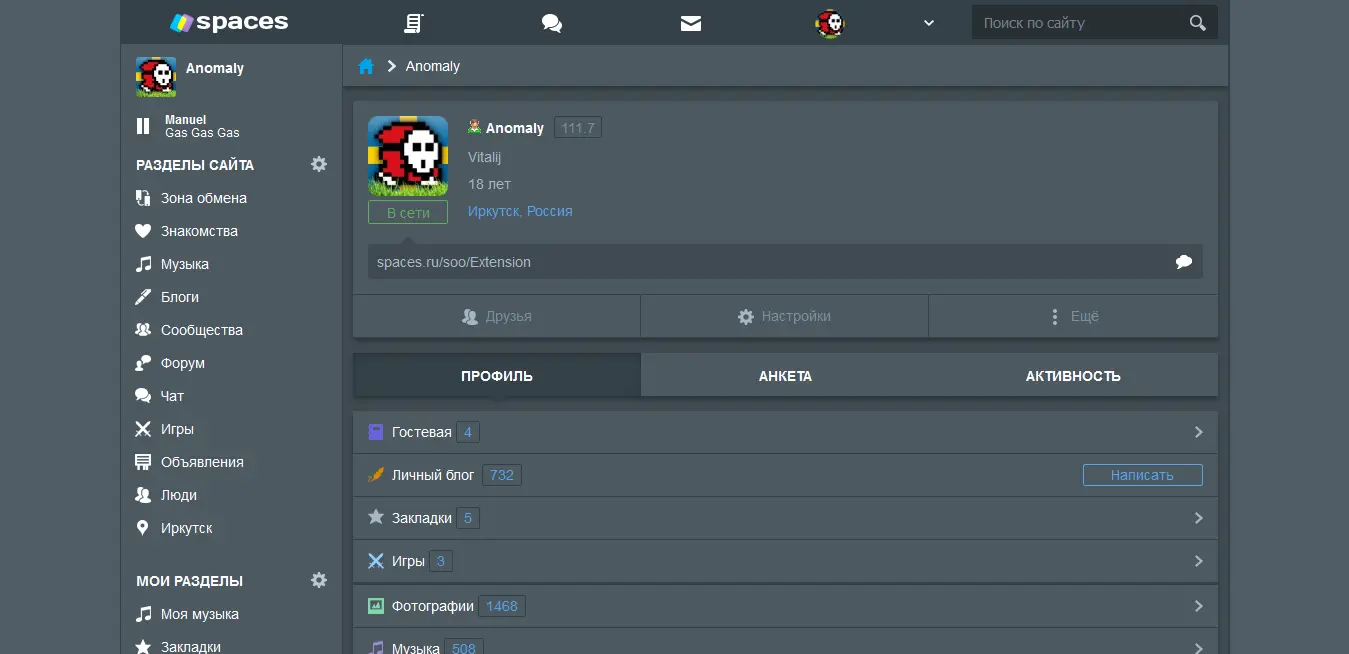 spaces
Поиск по сайту
Anomaly
Manuel
Gas Gas Gas
РАЗДЕЛЫ САЙТА
Зона обмена
Знакомства
Музыка
Блоги
Сообщества
Форум
Чат
Игры
Объявления
Люди
Иркутск
МОИ РАЗДЕЛЫ
Моя музыка
Закладки
Anomaly
Anomaly 111.7
Vitalij
18 лет
В сети
Иркутск, Россия
spaces.ru/soo/Extension
Друзья
Настройки
Ещё
ПРОФИЛЬ
АНКЕТА
АКТИВНОСТЬ
Гостевая 4
Личный блог 732
Написать
Закладки 5
Игры 3
Фотографии 1468
Музыка 508